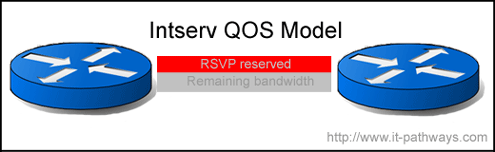 Intserv QOS Model
RSVP reserved
Remaining bandwidth
http://www.it-pathways.com